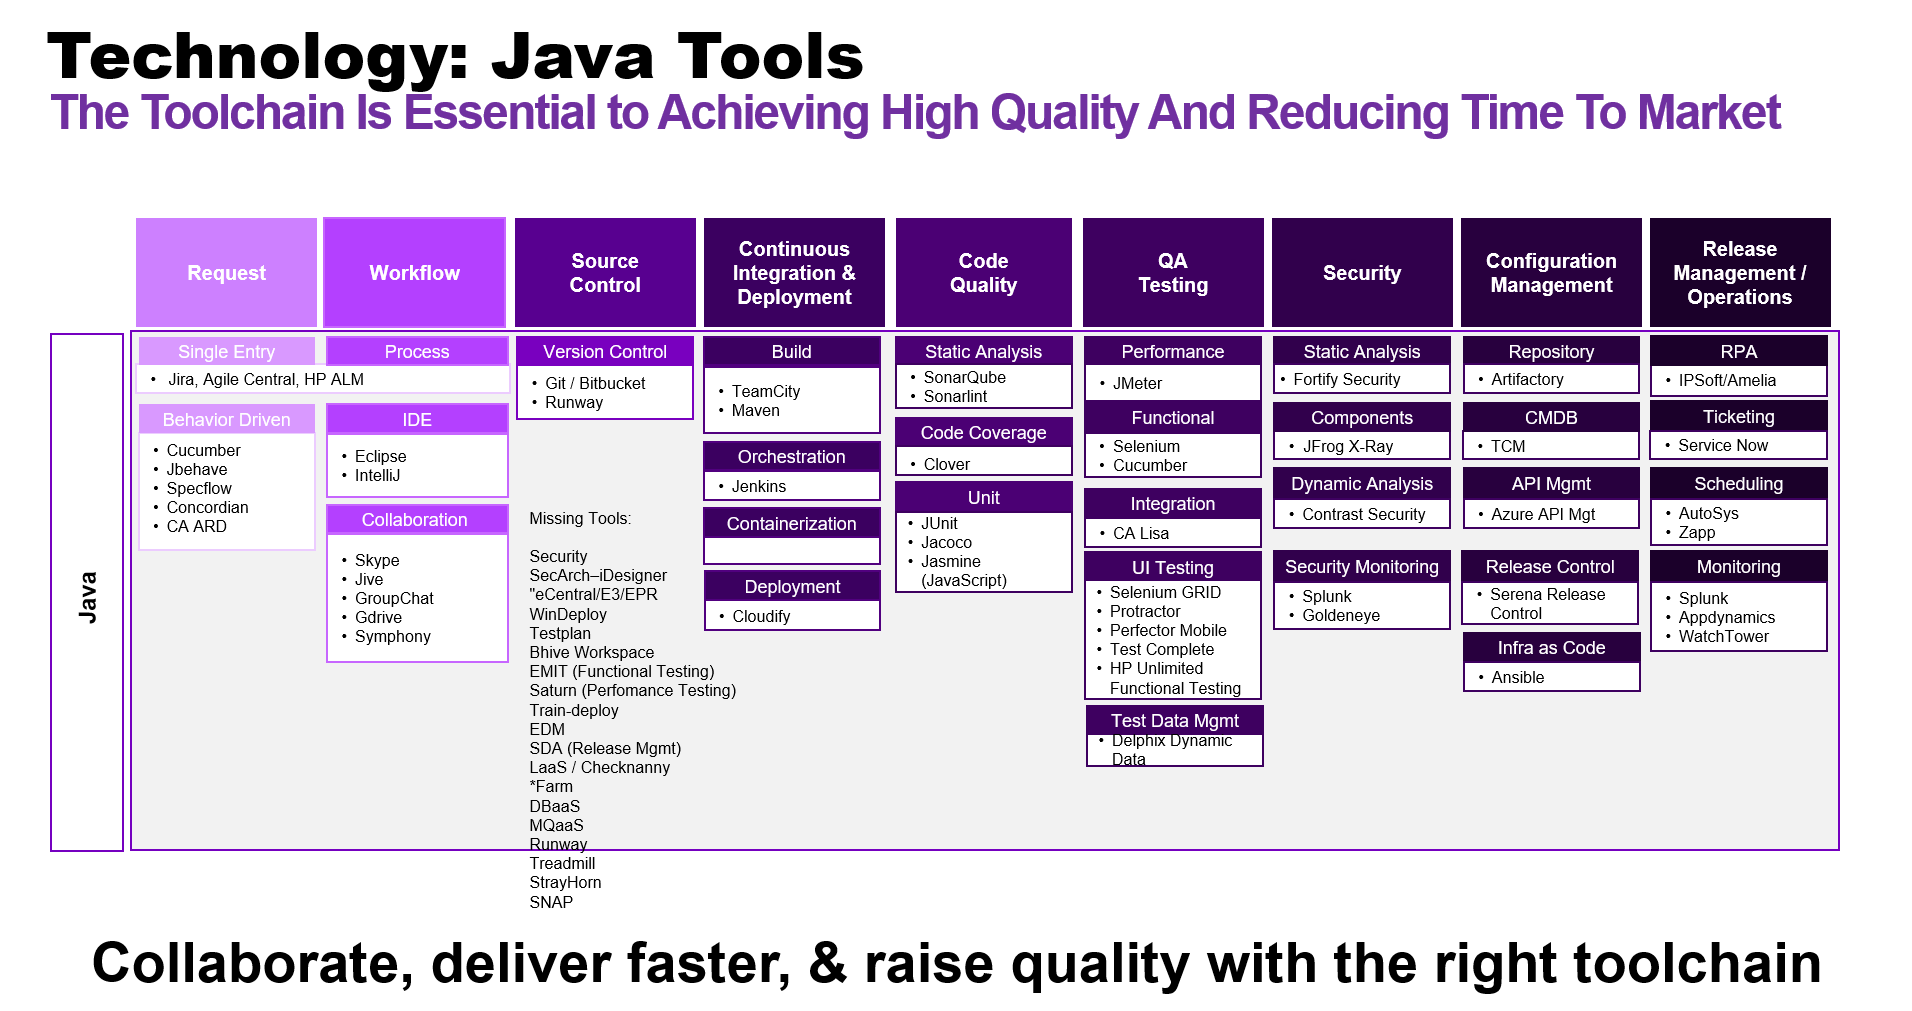 Technology: Java Tools
The Toolchain Is Essential to Achieving High Quality And Reducing Time To Market
Request
Workflow
Source
Control
Continuous
Integration &
Deployment
Code
Quality
QA
Testing
Security
Configuration
Management
Release
Management /
Operations
Java
Single Entry
Process
• Jira, Agile Central, HP ALM
Behavior Driven
• Cucumber
• Jbehave
• Specflow
• Concordian
• CA ARD
IDE
• Eclipse
• IntelliJ
Collaboration
• Skype
• Jive
• GroupChat
• Gdrive
• Symphony
Version Control
• Git / Bitbucket
• Runway
Missing Tools:
Security
SecArch–iDesigner
"eCentral/E3/EPR
WinDeploy
Testplan
Bhive Workspace
EMIT (Functional Testing)
Saturn (Perfomance Testing)
Train-deploy
EDM
SDA (Release Mgmt)
LaaS / Checknanny
*Farm
DBaaS
MQaaS
Runway
Treadmill
StrayHorn
SNAP
Build
• TeamCity
• Maven
Orchestration
• Jenkins
Containerization
Deployment
• Cloudify
Static Analysis
• SonarQube
• Sonarlint
Code Coverage
• Clover
Unit
• JUnit
• Jacoco
• Jasmine
(JavaScript)
Performance
• JMeter
Functional
• Selenium
• Cucumber
Integration
• CA Lisa
UI Testing
• Selenium GRID
• Protractor
• Perfector Mobile
• Test Complete
• HP Unlimited
Functional Testing
Test Data Mgmt
• Delphix Dynamic
Data
Static Analysis
• Fortify Security
Components
• JFrog X-Ray
Dynamic Analysis
• Contrast Security
Security Monitoring
• Splunk
• Goldeneye
Repository
• Artifactory
CMDB
• TCM
API Mgmt
• Azure API Mgt
Release Control
• Serena Release
Control
Infra as Code
• Ansible
RPA
• IPSoft/Amelia
Ticketing
• Service Now
Scheduling
• AutoSys
• Zapp
Monitoring
• Splunk
• Appdynamics
• WatchTower
Collaborate, deliver faster, & raise quality with the right toolchain